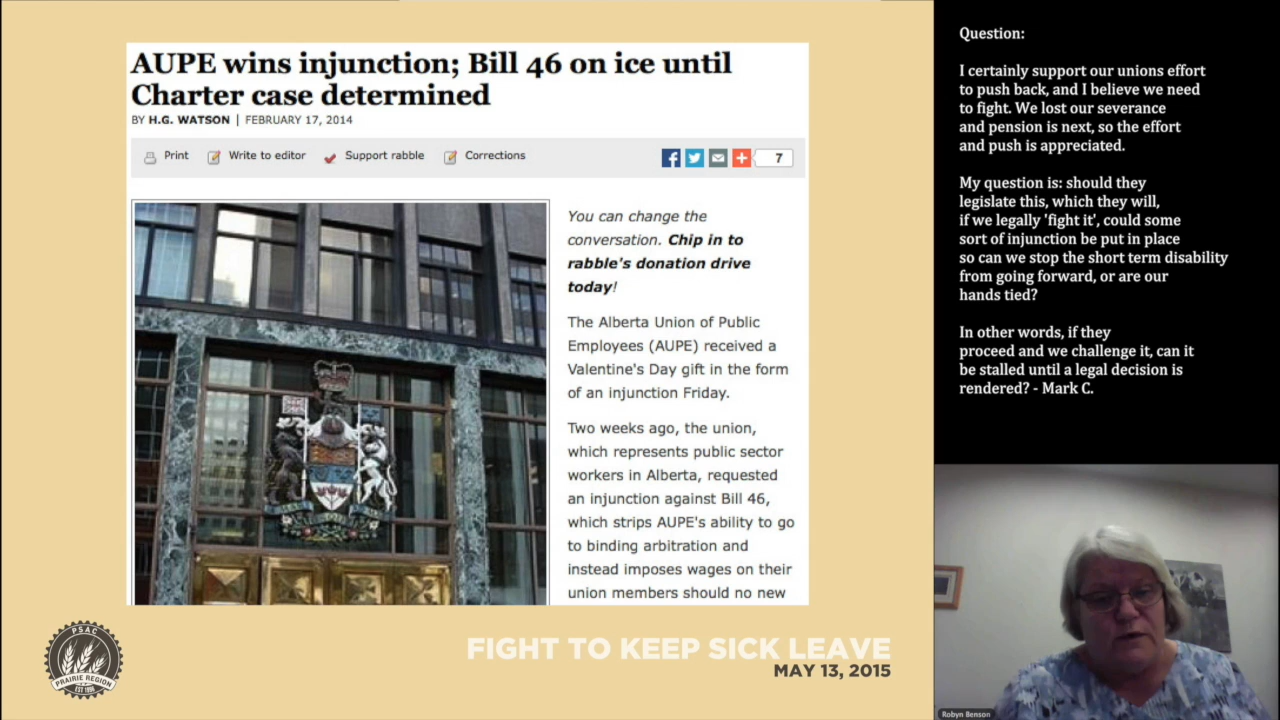 AUPE wins injunction; Bill 46 on ice until
Charter case determined
BY H.G. WATSON | FEBRUARY 17, 2014
Print Write to editor Support rabble Corrections 7
You can change the
conversation. Chip in to
rabble's donation drive
today!
The Alberta Union of Public
Employees (AUPE) received a
Valentine's Day gift in the form
of an injunction Friday.
Two weeks ago, the union,
which represents public sector
workers in Alberta, requested
an injunction against Bill 46,
which strips AUPE's ability to go
to binding arbitration and
instead imposes wages on their
union members should no new
PSAC
PRAIRIE REGION
EST 1966
FIGHT TO KEEP SICK LEAVE
MAY 13, 2015
Question:
I certainly support our unions effort
to push back, and I believe we need
to fight. We lost our severance
and pension is next, so the effort
and push is appreciated.
My question is: should they
legislate this, which they will,
if we legally 'fight it', could some
sort of injunction be put in place
so can we stop the short term disability
from going forward, or are our
hands tied?
In other words, if they
proceed and we challenge it, can it
be stalled until a legal decision is
rendered? - Mark C.
Robyn Benson